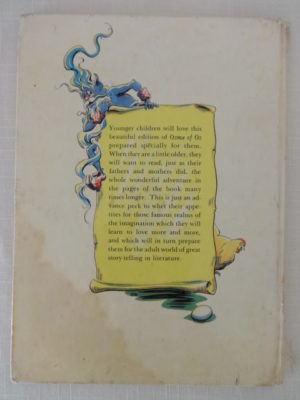 Younger children will love this
beautiful edition of Ozma of Oz
prepared specially for them.
When they are a little older, they
will want to read, just as their
fathers and mothers did, the
whole wonderful adventure in
the pages of the book many
times longer. This is just an ad-
vance peek to whet their appe-
tites for those famous realms of
the imagination which they will
learn to love more and more,
and which will in turn prepare
them for the adult world of great
story-telling in literature.